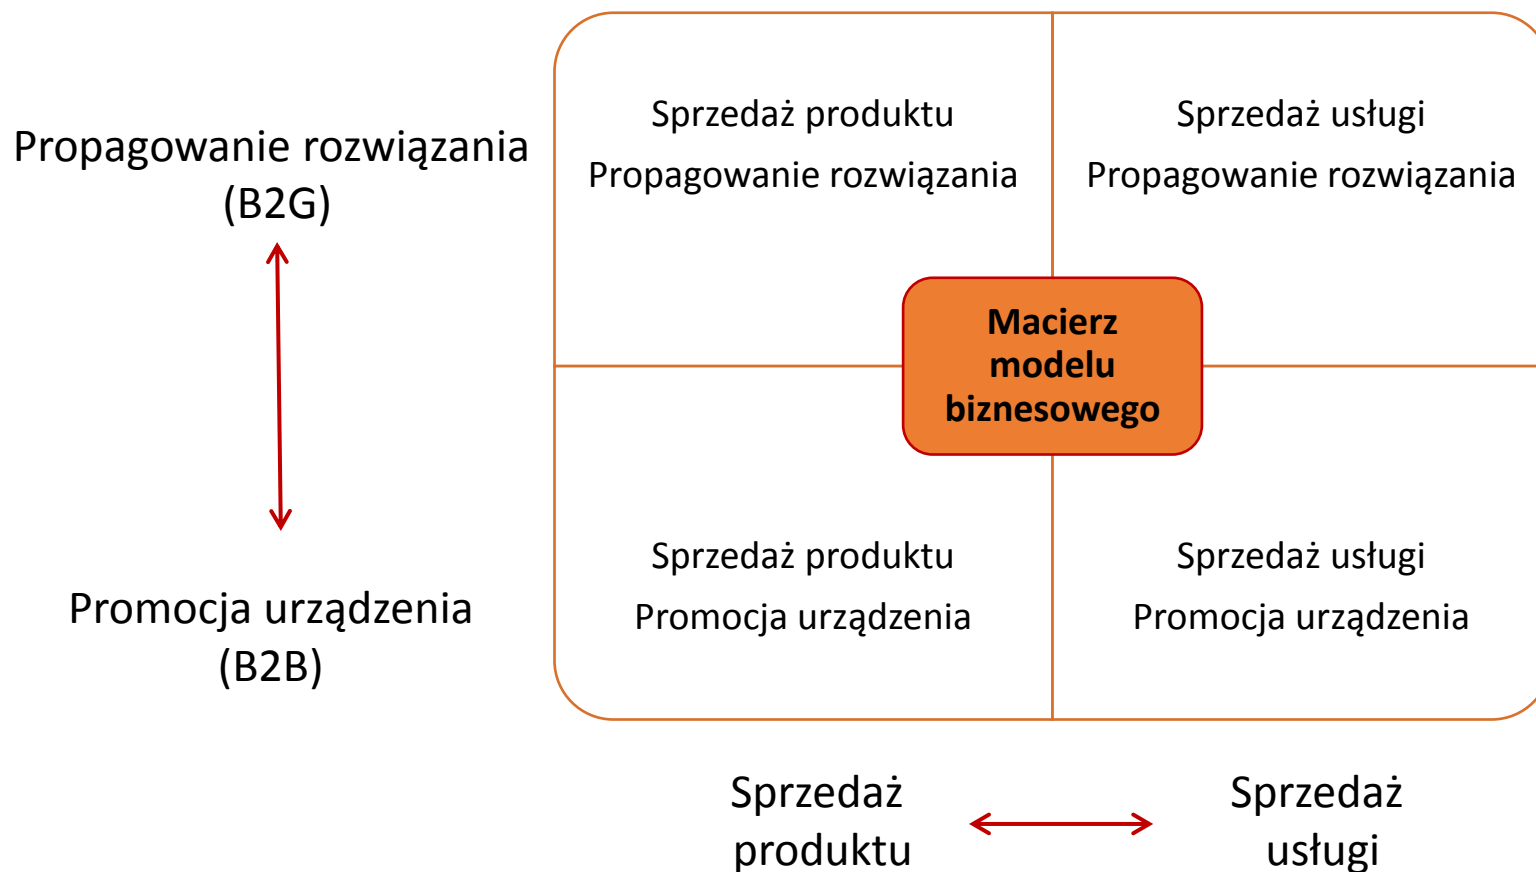 Propagowanie rozwiązania
(B2G)
Promocja urządzenia
(B2B)
Sprzedaż produktu
Propagowanie rozwiązania
Sprzedaż usługi
Propagowanie rozwiązania
Macierz
modelu
biznesowego
Sprzedaż produktu
Promocja urządzenia
Sprzedaż usługi
Promocja urządzenia
Sprzedaż
produktu
Sprzedaż
usługi